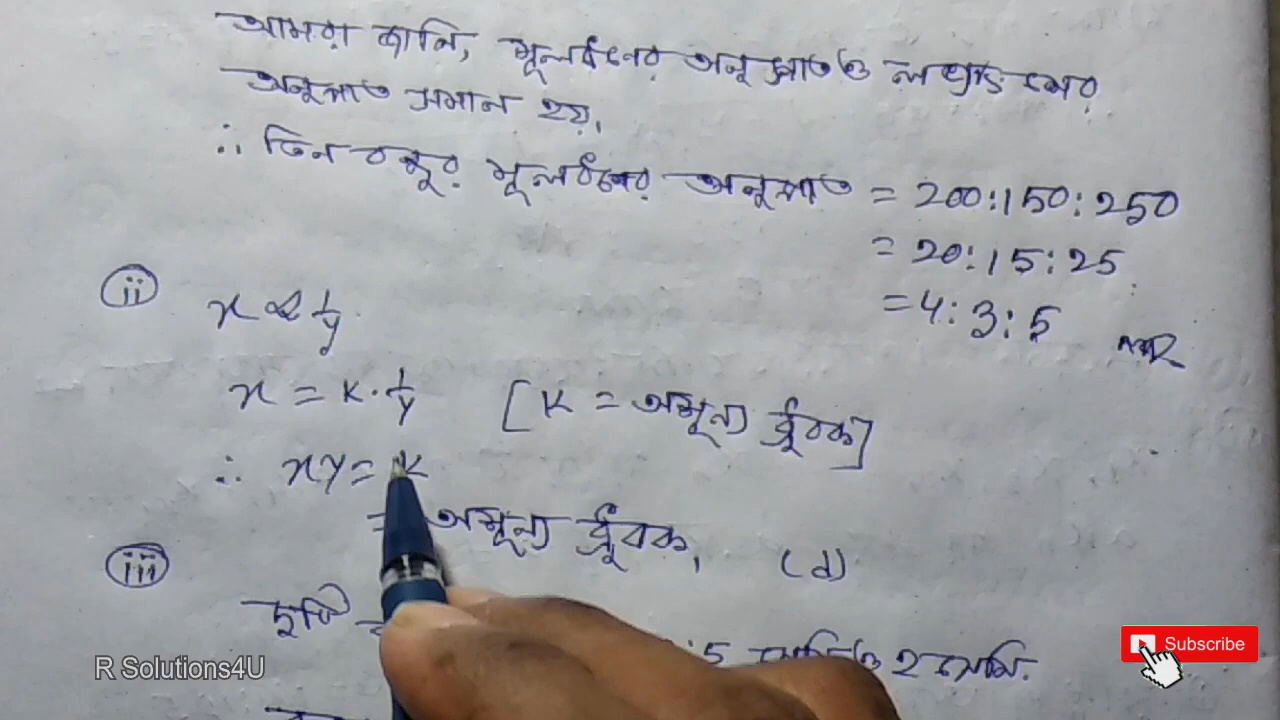 আমরা জানি, মূলধনের অনুপাত ও লভ্যাংশের
অনুপাত সমান হয়।
∴ তিন বন্ধুর মূলধনের অনুপাত = 200:150:250
= 20:15:25
= 4:3:5
(ii) x ∝ 1/y
x = K · 1/y [K = অশূন্য ধ্রুবক]
∴ xy = K
= অশূন্য ধ্রুবক। (d)
(iii)
দুটি :5
R Solutions4U
Subscribe